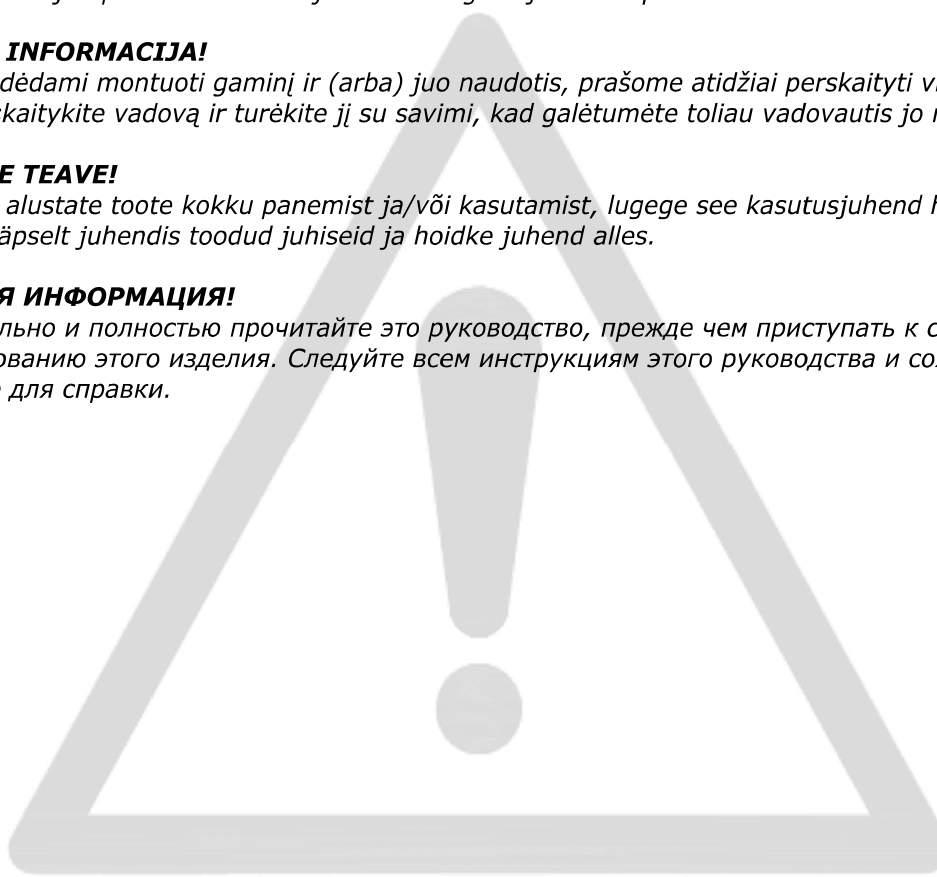 INFORMACIJA!
dėdami montuoti gaminį ir (arba) juo naudotis, prašome atidžiai perskaityti
skaitykite vadovą ir turėkite jį su savimi, kad galėtumėte toliau vadovautis jo
E TEAVE!
alustate toote kokku panemist ja/või kasutamist, lugege see kasutusjuhend
äpselt juhendis toodud juhiseid ja hoidke juhend alles.
Я ИНФОРМАЦИЯ!
льно и полностью прочитайте это руководство, прежде чем приступать к
ованию этого изделия. Следуйте всем инструкциям этого руководства и
для справки.